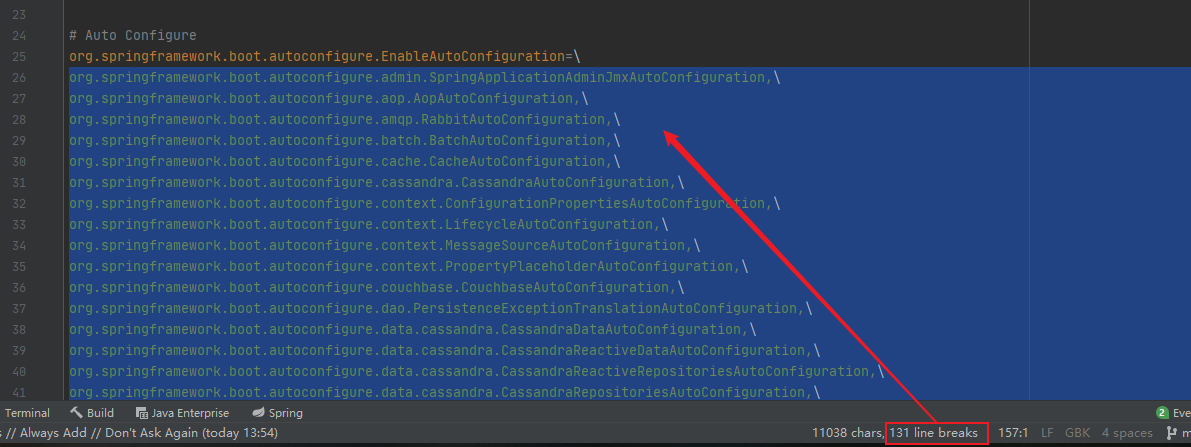 23
24 # Auto Configure
25 org.springframework.boot.autoconfigure.EnableAutoConfiguration=\
26 org.springframework.boot.autoconfigure.admin.SpringApplicationAdminJmxAutoConfiguration,\
27 org.springframework.boot.autoconfigure.aop.AopAutoConfiguration,\
28 org.springframework.boot.autoconfigure.amqp.RabbitAutoConfiguration,\
29 org.springframework.boot.autoconfigure.batch.BatchAutoConfiguration,\
30 org.springframework.boot.autoconfigure.cache.CacheAutoConfiguration,\
31 org.springframework.boot.autoconfigure.cassandra.CassandraAutoConfiguration,\
32 org.springframework.boot.autoconfigure.context.ConfigurationPropertiesAutoConfiguration,\
33 org.springframework.boot.autoconfigure.context.LifecycleAutoConfiguration,\
34 org.springframework.boot.autoconfigure.context.MessageSourceAutoConfiguration,\
35 org.springframework.boot.autoconfigure.context.PropertyPlaceholderAutoConfiguration,\
36 org.springframework.boot.autoconfigure.couchbase.CouchbaseAutoConfiguration,\
37 org.springframework.boot.autoconfigure.dao.PersistenceExceptionTranslationAutoConfiguration,\
38 org.springframework.boot.autoconfigure.data.cassandra.CassandraDataAutoConfiguration,\
39 org.springframework.boot.autoconfigure.data.cassandra.CassandraReactiveDataAutoConfiguration,\
40 org.springframework.boot.autoconfigure.data.cassandra.CassandraReactiveRepositoriesAutoConfiguration,\
41 org.springframework.boot.autoconfigure.data.cassandra.CassandraRepositoriesAutoConfiguration,\
Terminal Build Java Enterprise Spring 2 Eve
s // Always Add // Don't Ask Again (today 13:54) 11038 chars, 131 line breaks 157:1 LF GBK 4 spaces m